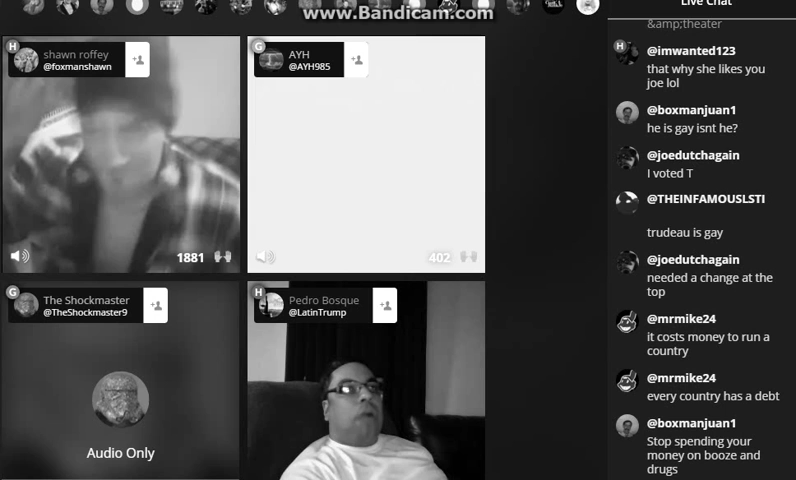 www.Bandicam.com
Live Chat
H
shawn roffey
@foxmanshawn
1881
G
AYH
@AYH985
402
G
The Shockmaster
@TheShockmaster9
Audio Only
H
Pedro Bosque
@LatinTrump
&amp;theater
H
@imwanted123
that why she likes you
joe lol
@boxmanjuan1
he is gay isnt he?
@joedutchagain
I voted T
@THEINFAMOUSLSTI
trudeau is gay
@joedutchagain
needed a change at the
top
@mrmike24
it costs money to run a
country
@mrmike24
every country has a debt
@boxmanjuan1
Stop spending your
money on booze and
drugs